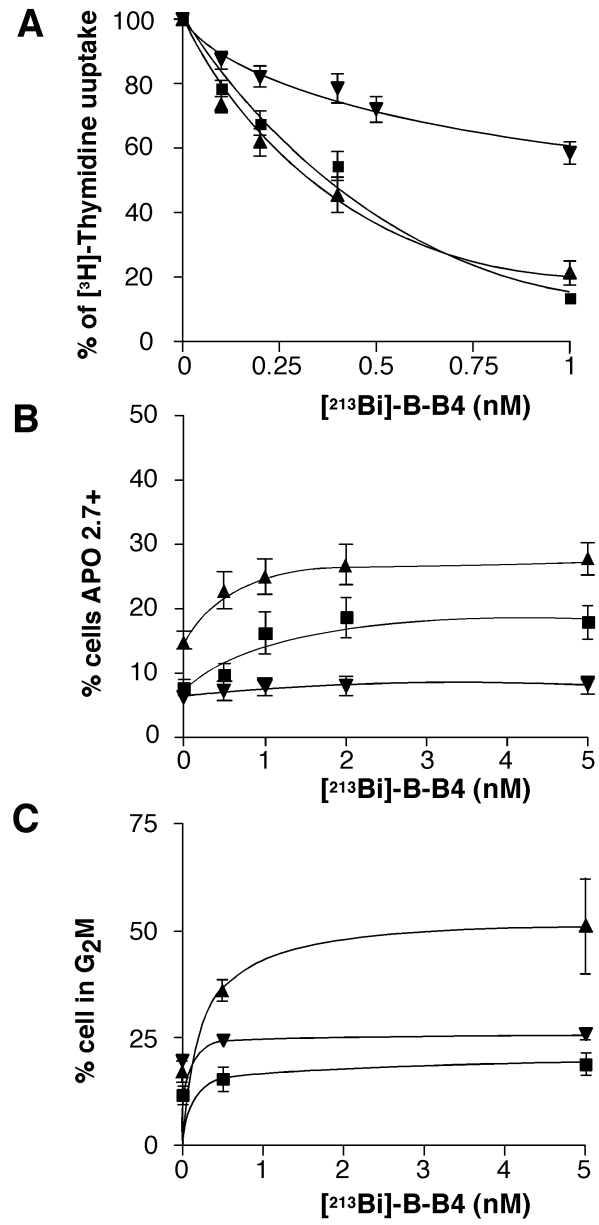 A
% of [³H]-Thymidine uuptake
100
80
60
40
20
0
0 0.25 0.5 0.75 1
[²¹³Bi]-B-B4 (nM)
B
% cells APO 2.7+
50
40
30
20
10
0
0 1 2 3 4 5
[²¹³Bi]-B-B4 (nM)
C
% cell in G₂M
75
50
25
0
0 1 2 3 4 5
[²¹³Bi]-B-B4 (nM)